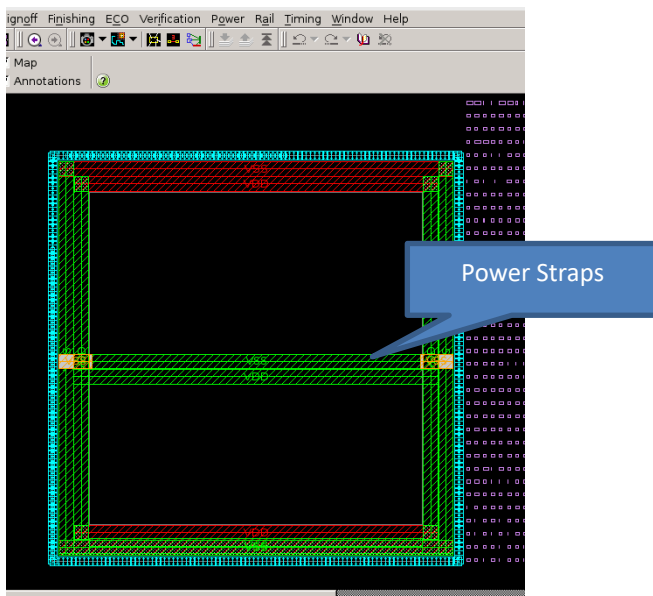 ignoff Finishing ECO Verification Power Rail Timing Window Help
Map
Annotations
VSS
VDD
Power Straps
VSS
VDD
VDD
VSS